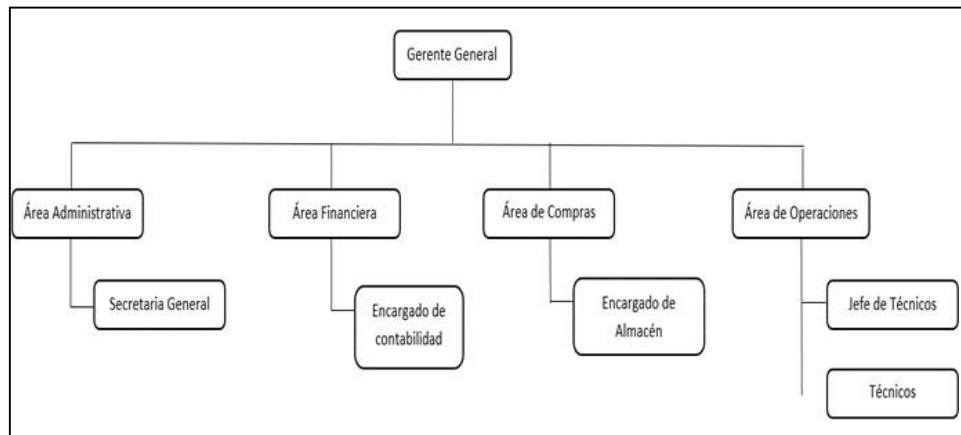 Gerente General
Área Administrativa
Área Financiera
Área de Compras
Área de Operaciones
Secretaria General
Encargado de
contabilidad
Encargado de
Almacén
Jefe de Técnicos
Técnicos